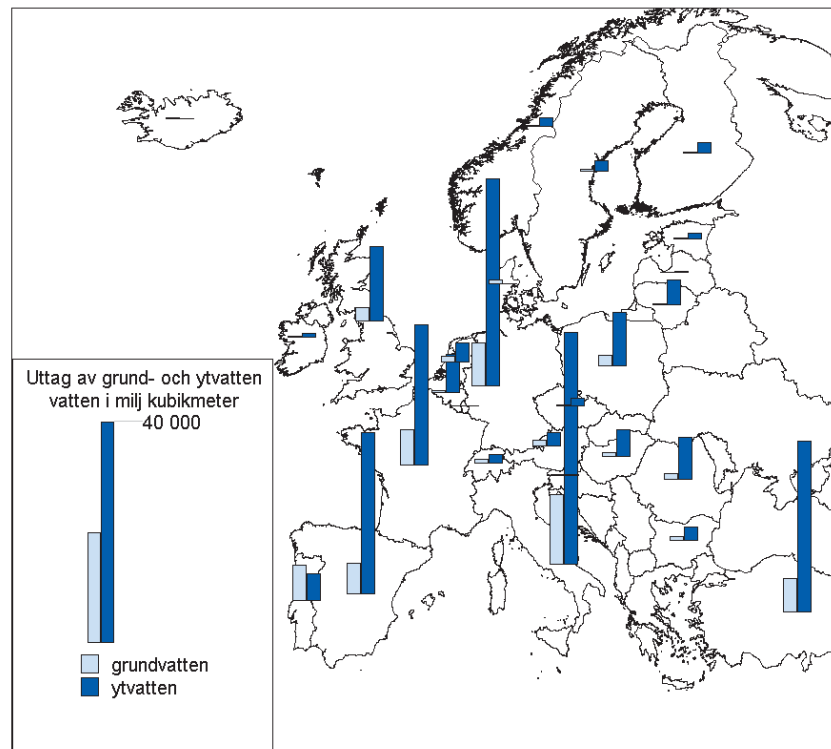 Uttag av grund- och ytvatten
vatten i milj kubikmeter
40 000
grundvatten
ytvatten